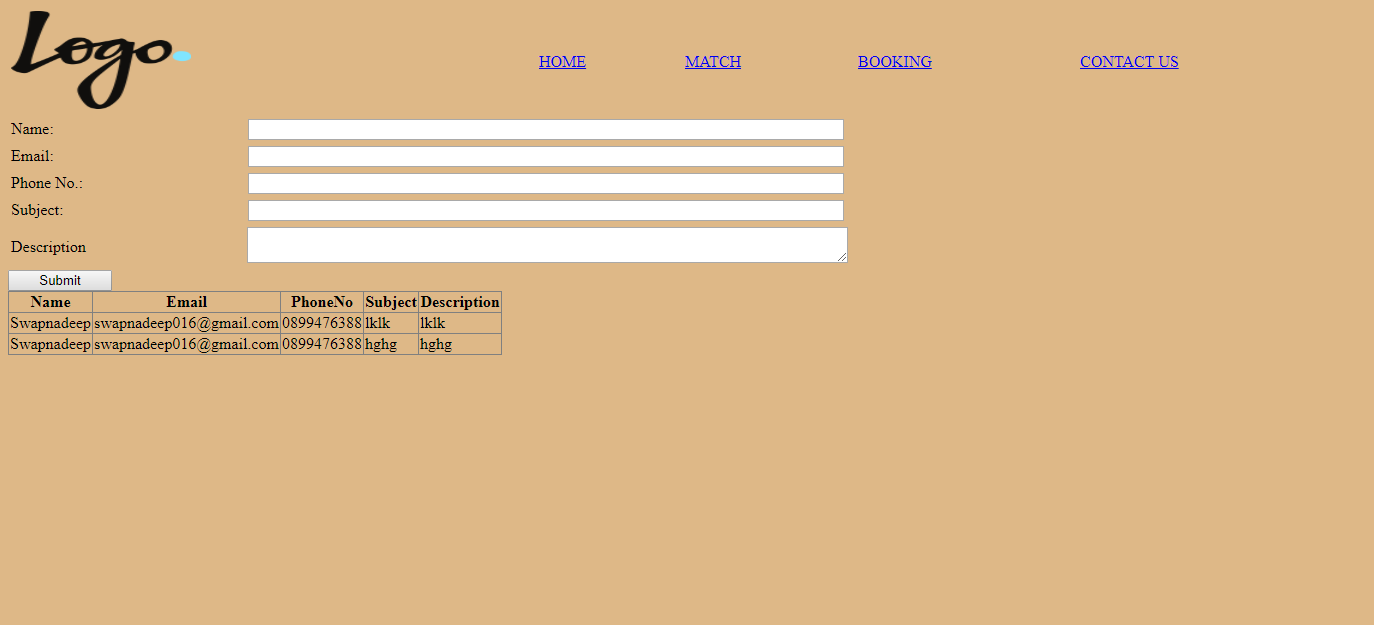 Logo.
HOME MATCH BOOKING CONTACT US
Name:
Email:
Phone No.:
Subject:
Description
Submit
Name Email PhoneNo Subject Description
Swapnadeep swapnadeep016@gmail.com 0899476388 lklk lklk
Swapnadeep swapnadeep016@gmail.com 0899476388 hghg hghg